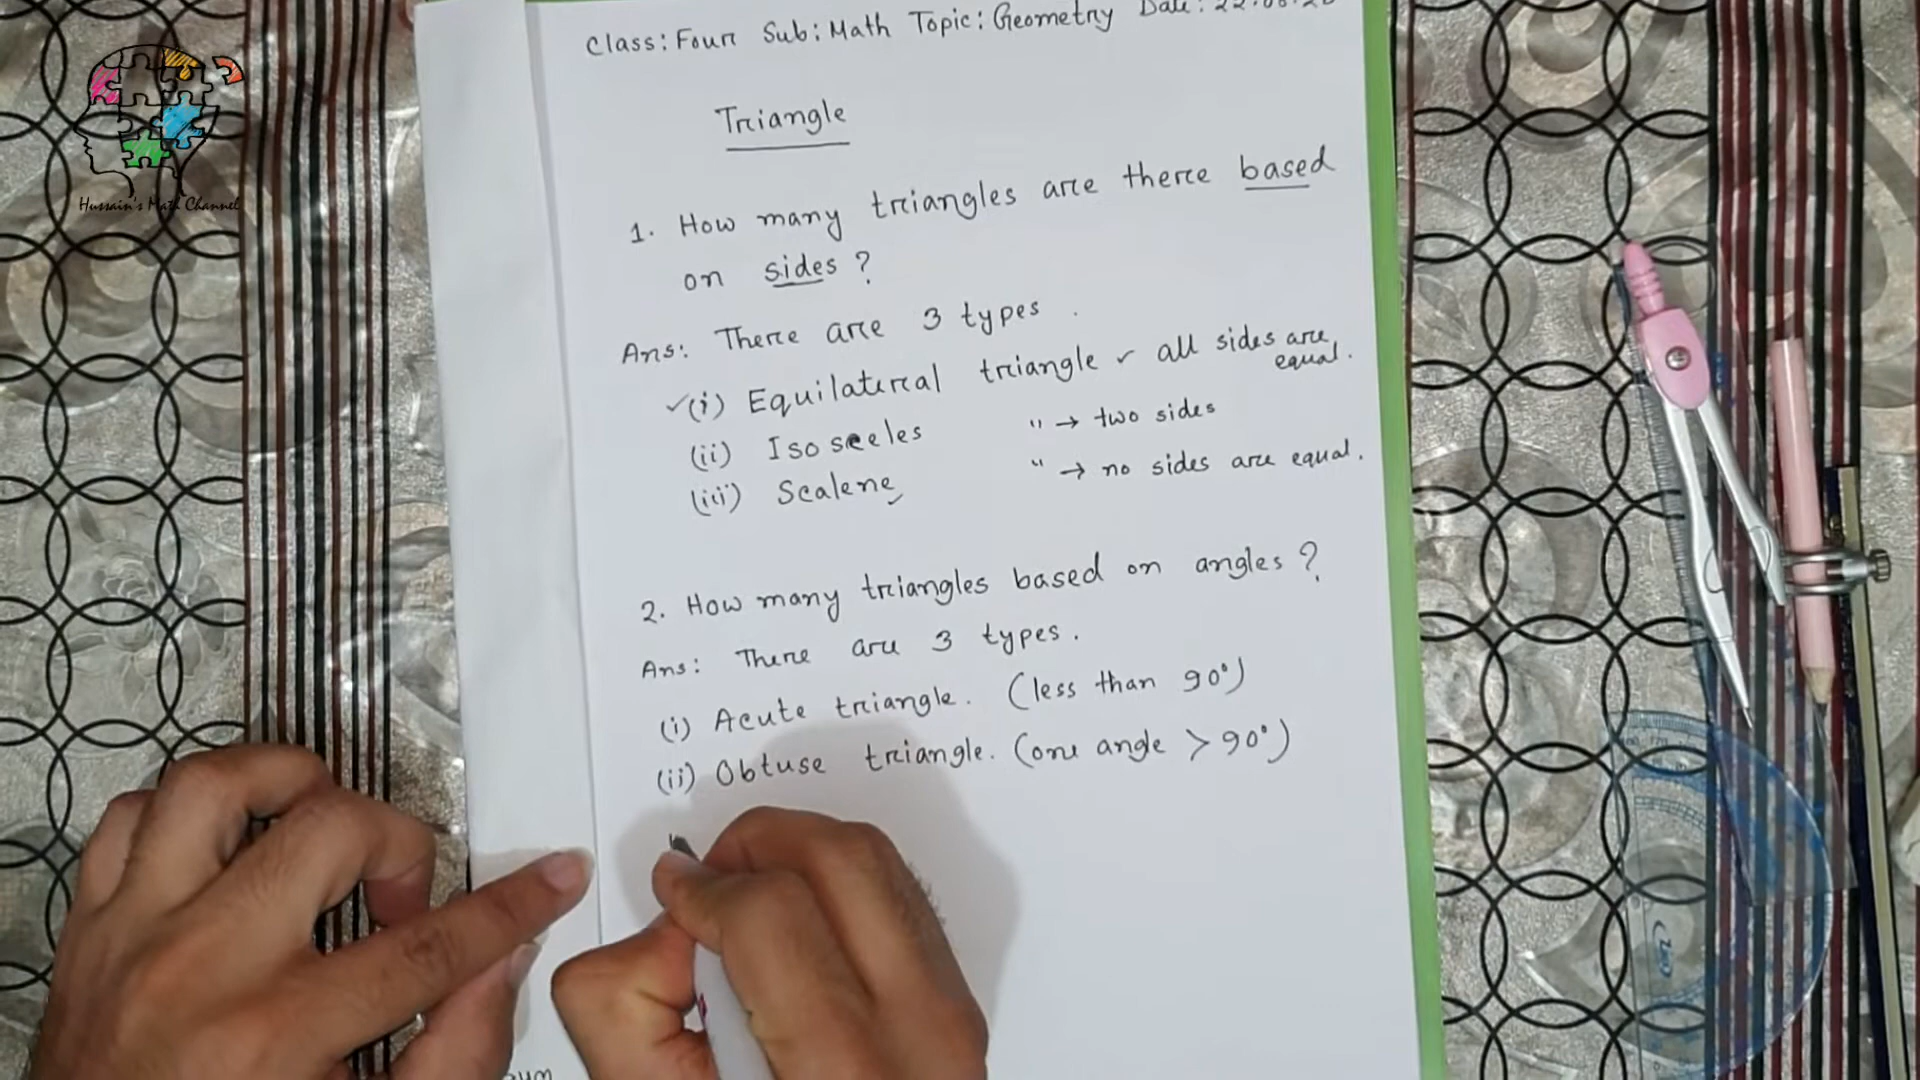 Class: Four Sub: Math Topic: Geometry Date:
Hussain's Math Channel
Triangle
1. How many triangles are there based
on sides ?
Ans: There are 3 types .
✓(i) Equilateral triangle ✓ all sides are
equal.
(ii) Isosceles " → two sides
(iii) Scalene " → no sides are equal.
2. How many triangles based on angles ?
Ans: There are 3 types .
(i) Acute triangle. (less than 90°)
(ii) Obtuse triangle. (one angle > 90°)